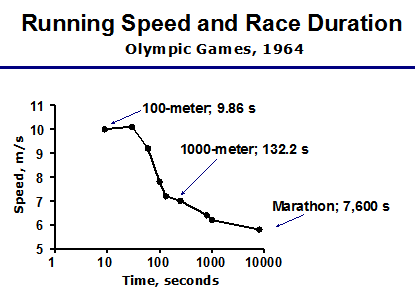 Running Speed and Race Duration
Olympic Games, 1964
11
10
9
8
7
6
5
Speed, m/s
100-meter; 9.86 s
1000-meter; 132.2 s
Marathon; 7,600 s
1 10 100 1000 10000
Time, seconds